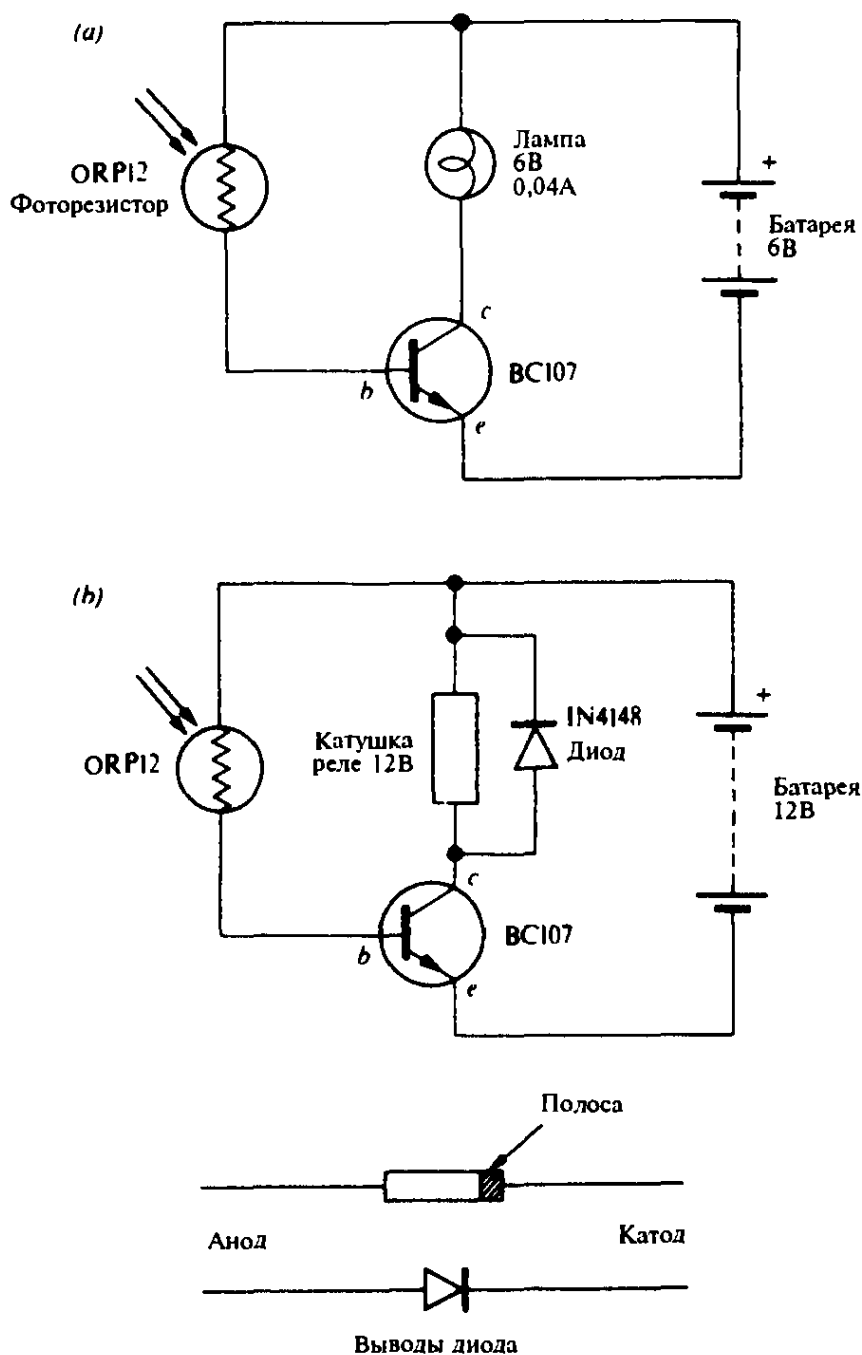 (a)
ORP12
Фоторезистор
Лампа
6В
0,04А
+
Батарея
6В
c
b
e
BC107
(b)
ORP12
Катушка
реле 12В
1N4148
Диод
+
Батарея
12В
c
b
e
BC107
Полоса
Анод
Катод
Выводы диода